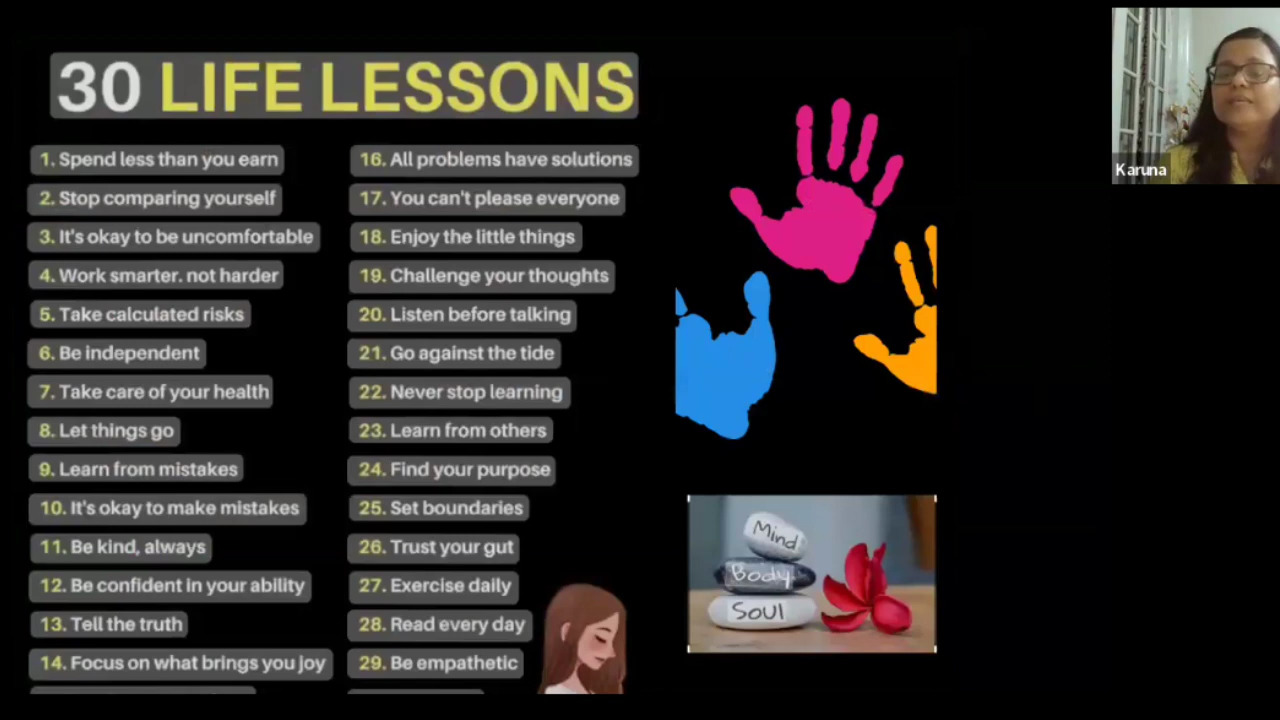 30 LIFE LESSONS
1. Spend less than you earn
2. Stop comparing yourself
3. It's okay to be uncomfortable
4. Work smarter. not harder
5. Take calculated risks
6. Be independent
7. Take care of your health
8. Let things go
9. Learn from mistakes
10. It's okay to make mistakes
11. Be kind, always
12. Be confident in your ability
13. Tell the truth
14. Focus on what brings you joy
16. All problems have solutions
17. You can't please everyone
18. Enjoy the little things
19. Challenge your thoughts
20. Listen before talking
21. Go against the tide
22. Never stop learning
23. Learn from others
24. Find your purpose
25. Set boundaries
26. Trust your gut
27. Exercise daily
28. Read every day
29. Be empathetic
Mind
Body
SOUL
Karuna